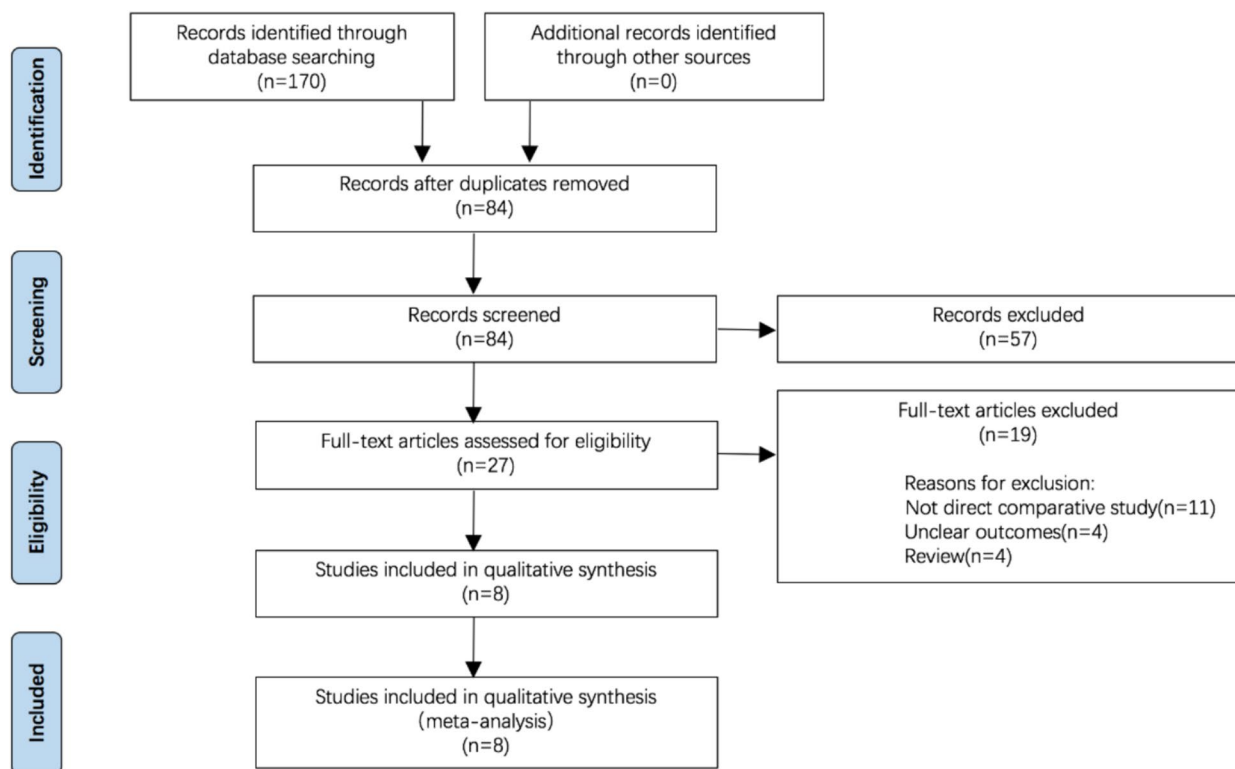 Identification
Records identified through
database searching
(n=170)
Additional records identified
through other sources
(n=0)
Records after duplicates removed
(n=84)
Screening
Records screened
(n=84)
Records excluded
(n=57)
Eligibility
Full-text articles assessed for eligibility
(n=27)
Full-text articles excluded
(n=19)
Reasons for exclusion:
Not direct comparative study(n=11)
Unclear outcomes(n=4)
Review(n=4)
Studies included in qualitative synthesis
(n=8)
Included
Studies included in qualitative synthesis
(meta-analysis)
(n=8)